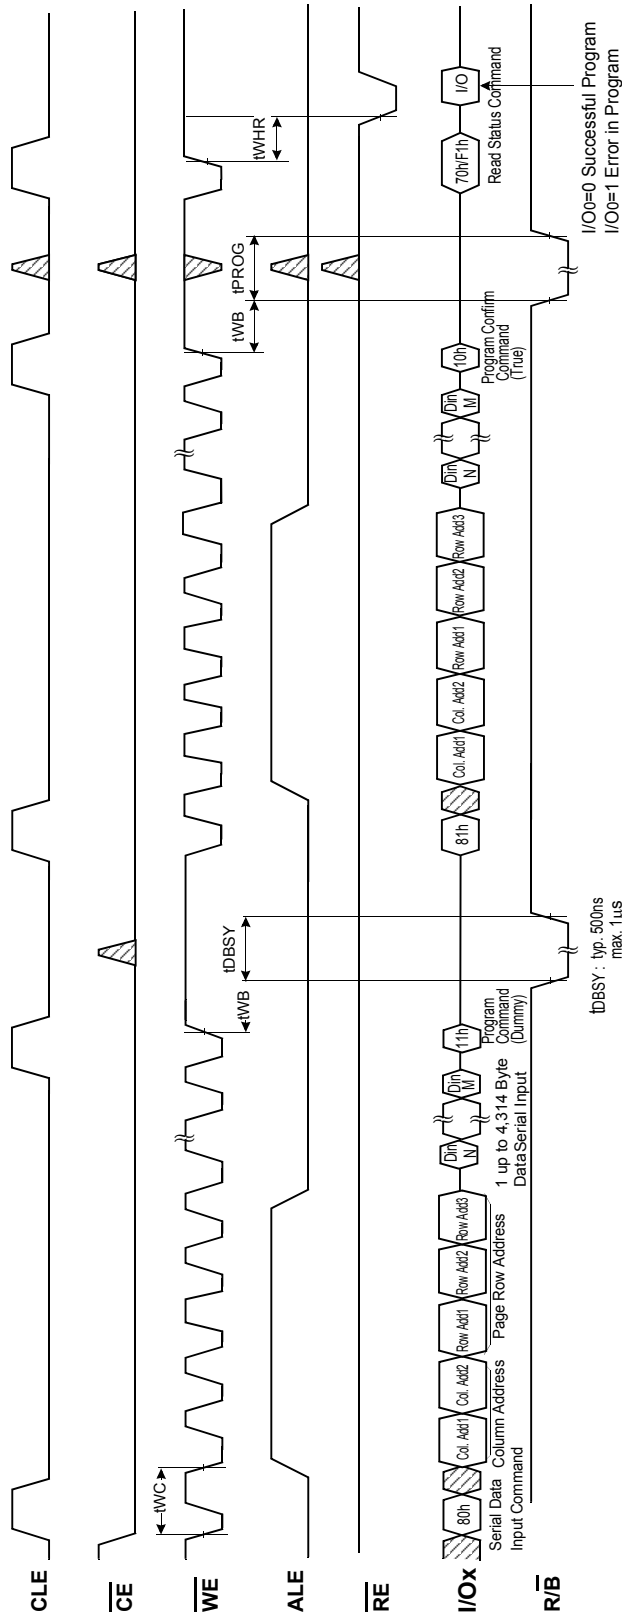 CLE
CE
WE
tWC
tWB
tDBSY
tWB
tPROG
tWHR
ALE
RE
I/Ox
80h
Col. Add1
Col. Add2
Row Add1
Row Add2
Row Add3
Din
N
Din
M
11h
81h
Col. Add1
Col. Add2
Row Add1
Row Add2
Row Add3
Din
N
Din
M
10h
70h/F1h
I/O
Serial Data
Input Command
Column Address
Page Row Address
1 up to 4,314 Byte
Data Serial Input
Program
Command
(Dummy)
Program Confirm
Command
(True)
Read Status Command
R/B
tDBSY : typ. 500ns
max. 1us
I/O0=0 Successful Program
I/O0=1 Error in Program